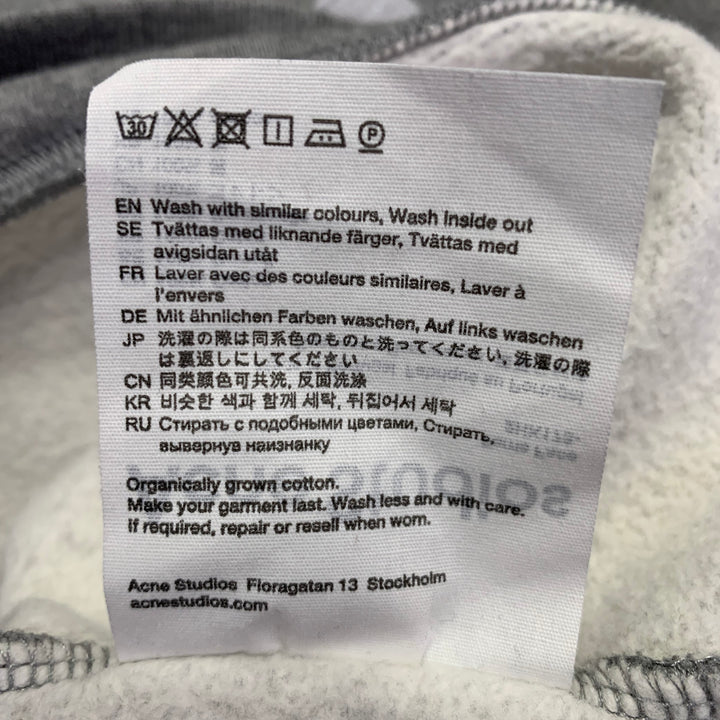 30
P
EN Wash with similar colours, Wash inside out
SE Tvättas med liknande färger, Tvättas med
avigsidan utåt
FR Laver avec des couleurs similaires, Laver à
l'envers
DE Mit ähnlichen Farben waschen, Auf links waschen
JP 洗濯の際は同系色のものと洗ってください, 洗濯の際
は裏返しにしてください
CN 同类颜色可共洗, 反面洗涤
KR 비슷한 색과 함께 세탁, 뒤집어서 세탁
RU Стирать с подобными цветами, Стирать,
вывернув наизнанку
Organically grown cotton.
Make your garment last. Wash less and with care.
If required, repair or resell when worn.
Acne Studios Floragatan 13 Stockholm
acnestudios.com